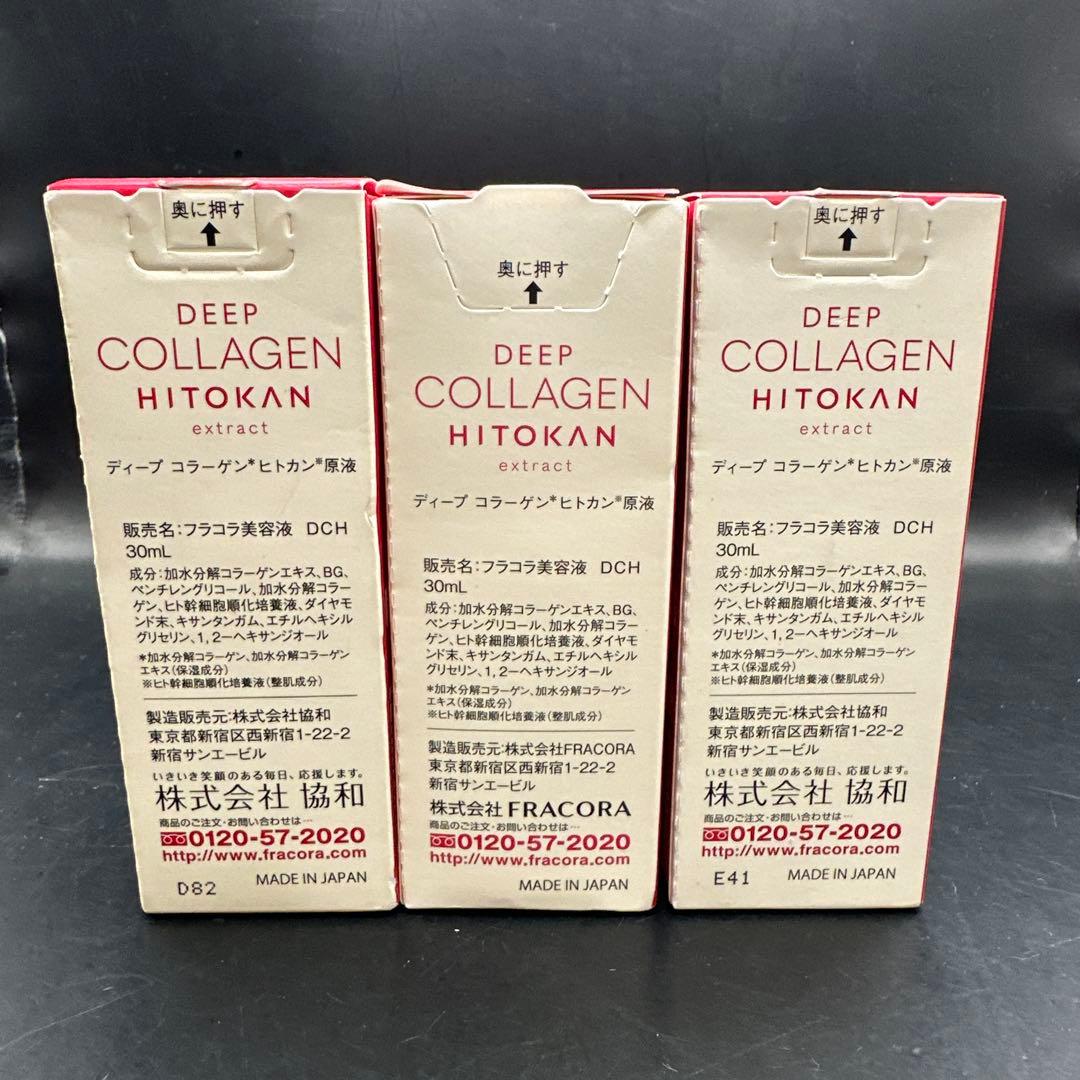 奥に押す
DEEP
COLLAGEN
HITOKAN
extract
ディープ コラーゲン*ヒトカン※原液
販売名:フラコラ美容液 DCH
30mL
成分:加水分解コラーゲンエキス、BG、
ペンチレングリコール、加水分解コラー
ゲン、ヒト幹細胞順化培養液、ダイヤモ
ンド末、キサンタンガム、エチルヘキシル
グリセリン、1,2ーヘキサンジオール
*加水分解コラーゲン、加水分解コラーゲン
エキス(保湿成分)
※ヒト幹細胞順化培養液(整肌成分)
製造販売元:株式会社協和
東京都新宿区西新宿1-22-2
新宿サンエービル
いきいき笑顔のある毎日、応援します。
株式会社 協和
商品のご注文・お問い合わせは…
0120-57-2020
http://www.fracora.com
D82 MADE IN JAPAN
奥に押す
DEEP
COLLAGEN
HITOKAN
extract
ディープ コラーゲン*ヒトカン※原液
販売名:フラコラ美容液 DCH
30mL
成分:加水分解コラーゲンエキス、BG、
ペンチレングリコール、加水分解コラー
ゲン、ヒト幹細胞順化培養液、ダイヤモ
ンド末、キサンタンガム、エチルヘキシル
グリセリン、1,2ーヘキサンジオール
*加水分解コラーゲン、加水分解コラーゲン
エキス(保湿成分)
※ヒト幹細胞順化培養液(整肌成分)
製造販売元:株式会社FRACORA
東京都新宿区西新宿1-22-2
新宿サンエービル
株式会社 FRACORA
商品のご注文・お問い合わせは…
0120-57-2020
http://www.fracora.com
MADE IN JAPAN
奥に押す
DEEP
COLLAGEN
HITOKAN
extract
ディープ コラーゲン*ヒトカン※原液
販売名:フラコラ美容液 DCH
30mL
成分:加水分解コラーゲンエキス、BG、
ペンチレングリコール、加水分解コラー
ゲン、ヒト幹細胞順化培養液、ダイヤモ
ンド末、キサンタンガム、エチルヘキシル
グリセリン、1,2ーヘキサンジオール
*加水分解コラーゲン、加水分解コラーゲン
エキス(保湿成分)
※ヒト幹細胞順化培養液(整肌成分)
製造販売元:株式会社協和
東京都新宿区西新宿1-22-2
新宿サンエービル
いきいき笑顔のある毎日、応援します。
株式会社 協和
商品のご注文・お問い合わせは…
0120-57-2020
http://www.fracora.com
E41 MADE IN JAPAN